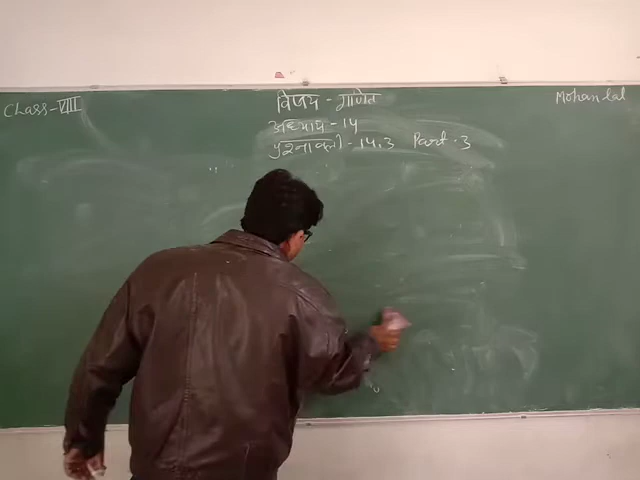 Class-VIII
विषय - गणित
Mohan lal
अध्याय - 14
प्रश्नावली - 14.3 Part-3